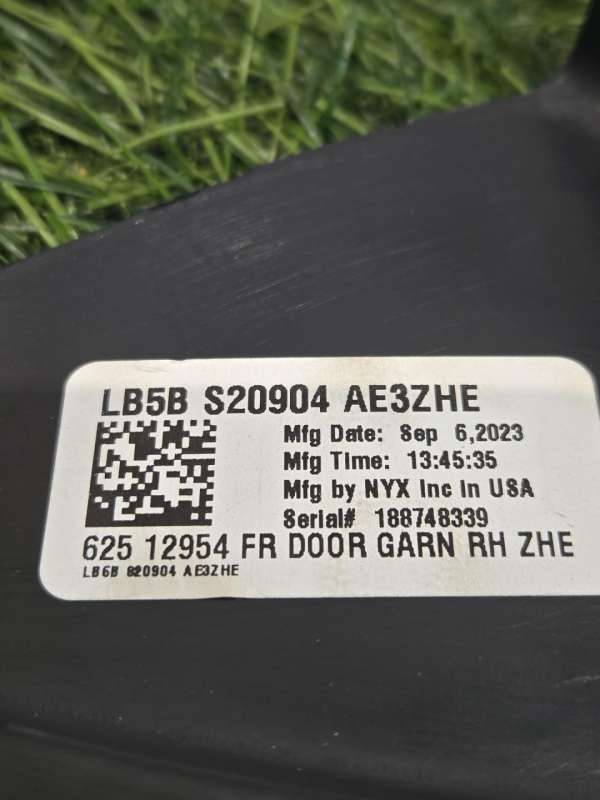 LB5B S20904 AE3ZHE
Mfg Date: Sep 6,2023
Mfg Time: 13:45:35
Mfg by NYX Inc in USA
Serial# 188748339
625 12954 FR DOOR GARN RH ZHE
LB5B S20904 AE3ZHE